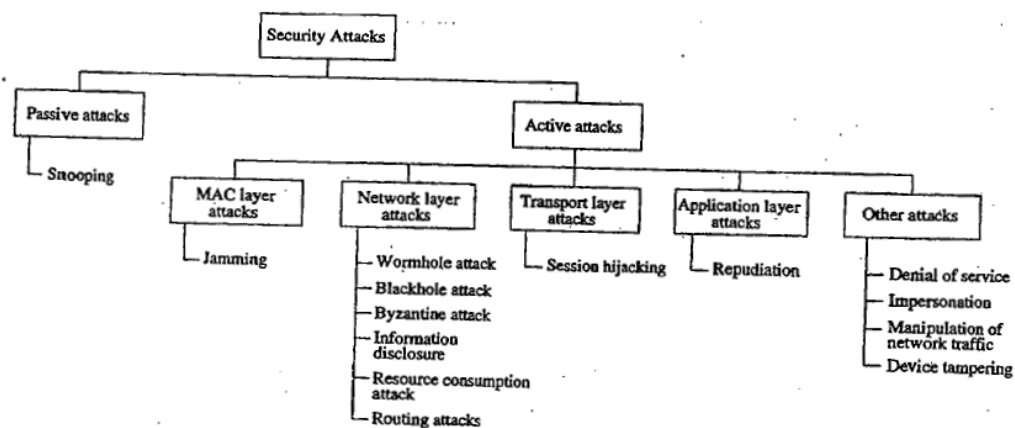 Security Attacks
Passive attacks
Active attacks
Snooping
MAC layer
attacks
Network layer
attacks
Transport layer
attacks
Application layer
attacks
Other attacks
Jamming
Wormhole attack
Blackhole attack
Byzantine attack
Information
disclosure
Resource consumption
attack
Routing attacks
Session hijacking
Repudiation
Denial of service
Impersonation
Manipulation of
network traffic
Device tampering